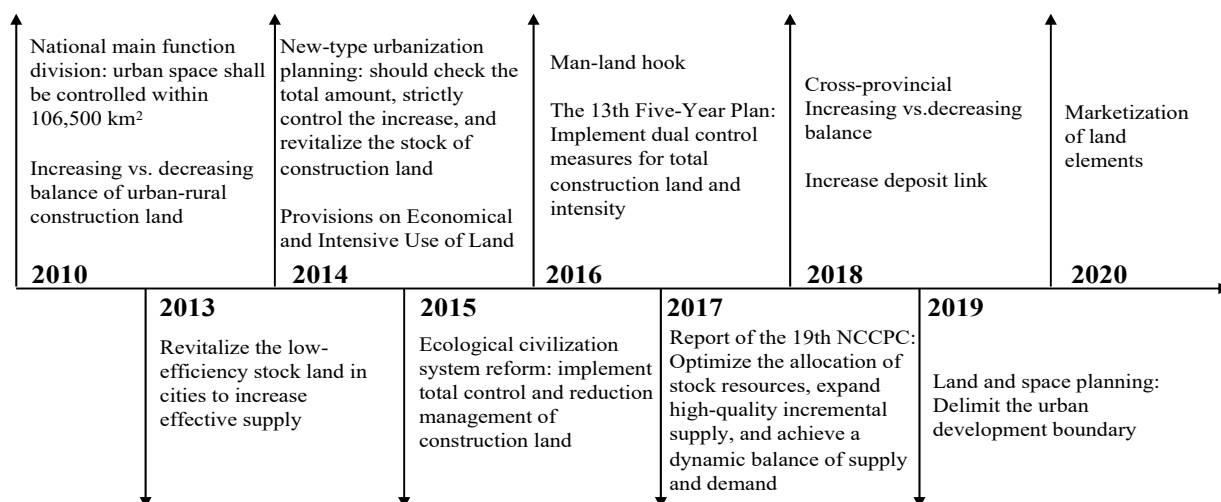 National main function
division: urban space shall
be controlled within
106,500 km²
Increasing vs. decreasing
balance of urban-rural
construction land
2010
2013
Revitalize the low-
efficiency stock land in
cities to increase
effective supply
New-type urbanization
planning: should check the
total amount, strictly
control the increase, and
revitalize the stock of
construction land
Provisions on Economical
and Intensive Use of Land
2014
2015
Ecological civilization
system reform: implement
total control and reduction
management of
construction land
Man-land hook
The 13th Five-Year Plan:
Implement dual control
measures for total
construction land and
intensity
2016
2017
Report of the 19th NCCPC:
Optimize the allocation of
stock resources, expand
high-quality incremental
supply, and achieve a
dynamic balance of supply
and demand
Cross-provincial
Increasing vs.decreasing
balance
Increase deposit link
2018
2019
Land and space planning:
Delimit the urban
development boundary
Marketization
of land
elements
2020